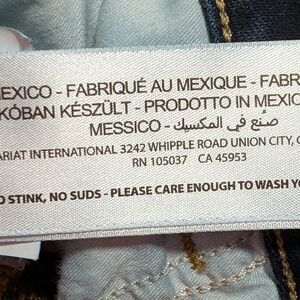 MEXICO - FABRIQUÉ AU MEXIQUE - FABR
KÓBAN KÉSZÜLT - PRODOTTO IN MEXIC
MESSICO - صنع في المكسيك
ARIAT INTERNATIONAL 3242 WHIPPLE ROAD UNION CITY, C
RN 105037 CA 45953
O STINK, NO SUDS - PLEASE CARE ENOUGH TO WASH YO